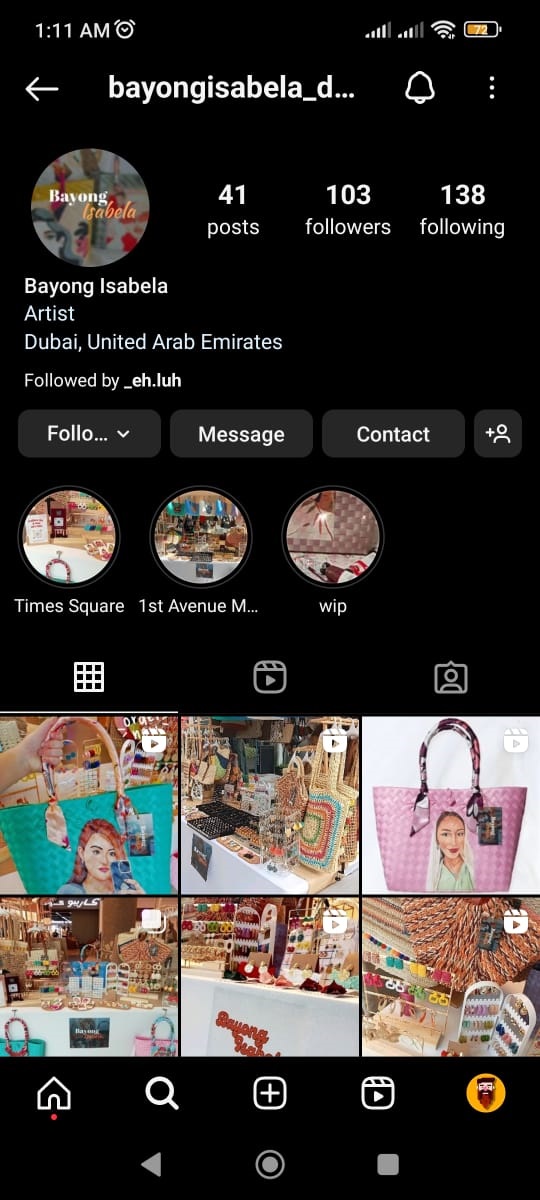 1:11 AM
72
bayongisabela_d...
Bayong
Isabela
41
posts
103
followers
138
following
Bayong Isabela
Artist
Dubai, United Arab Emirates
Followed by _eh.luh
Follo...
Message
Contact
Times Square
1st Avenue M...
wip
Bayong